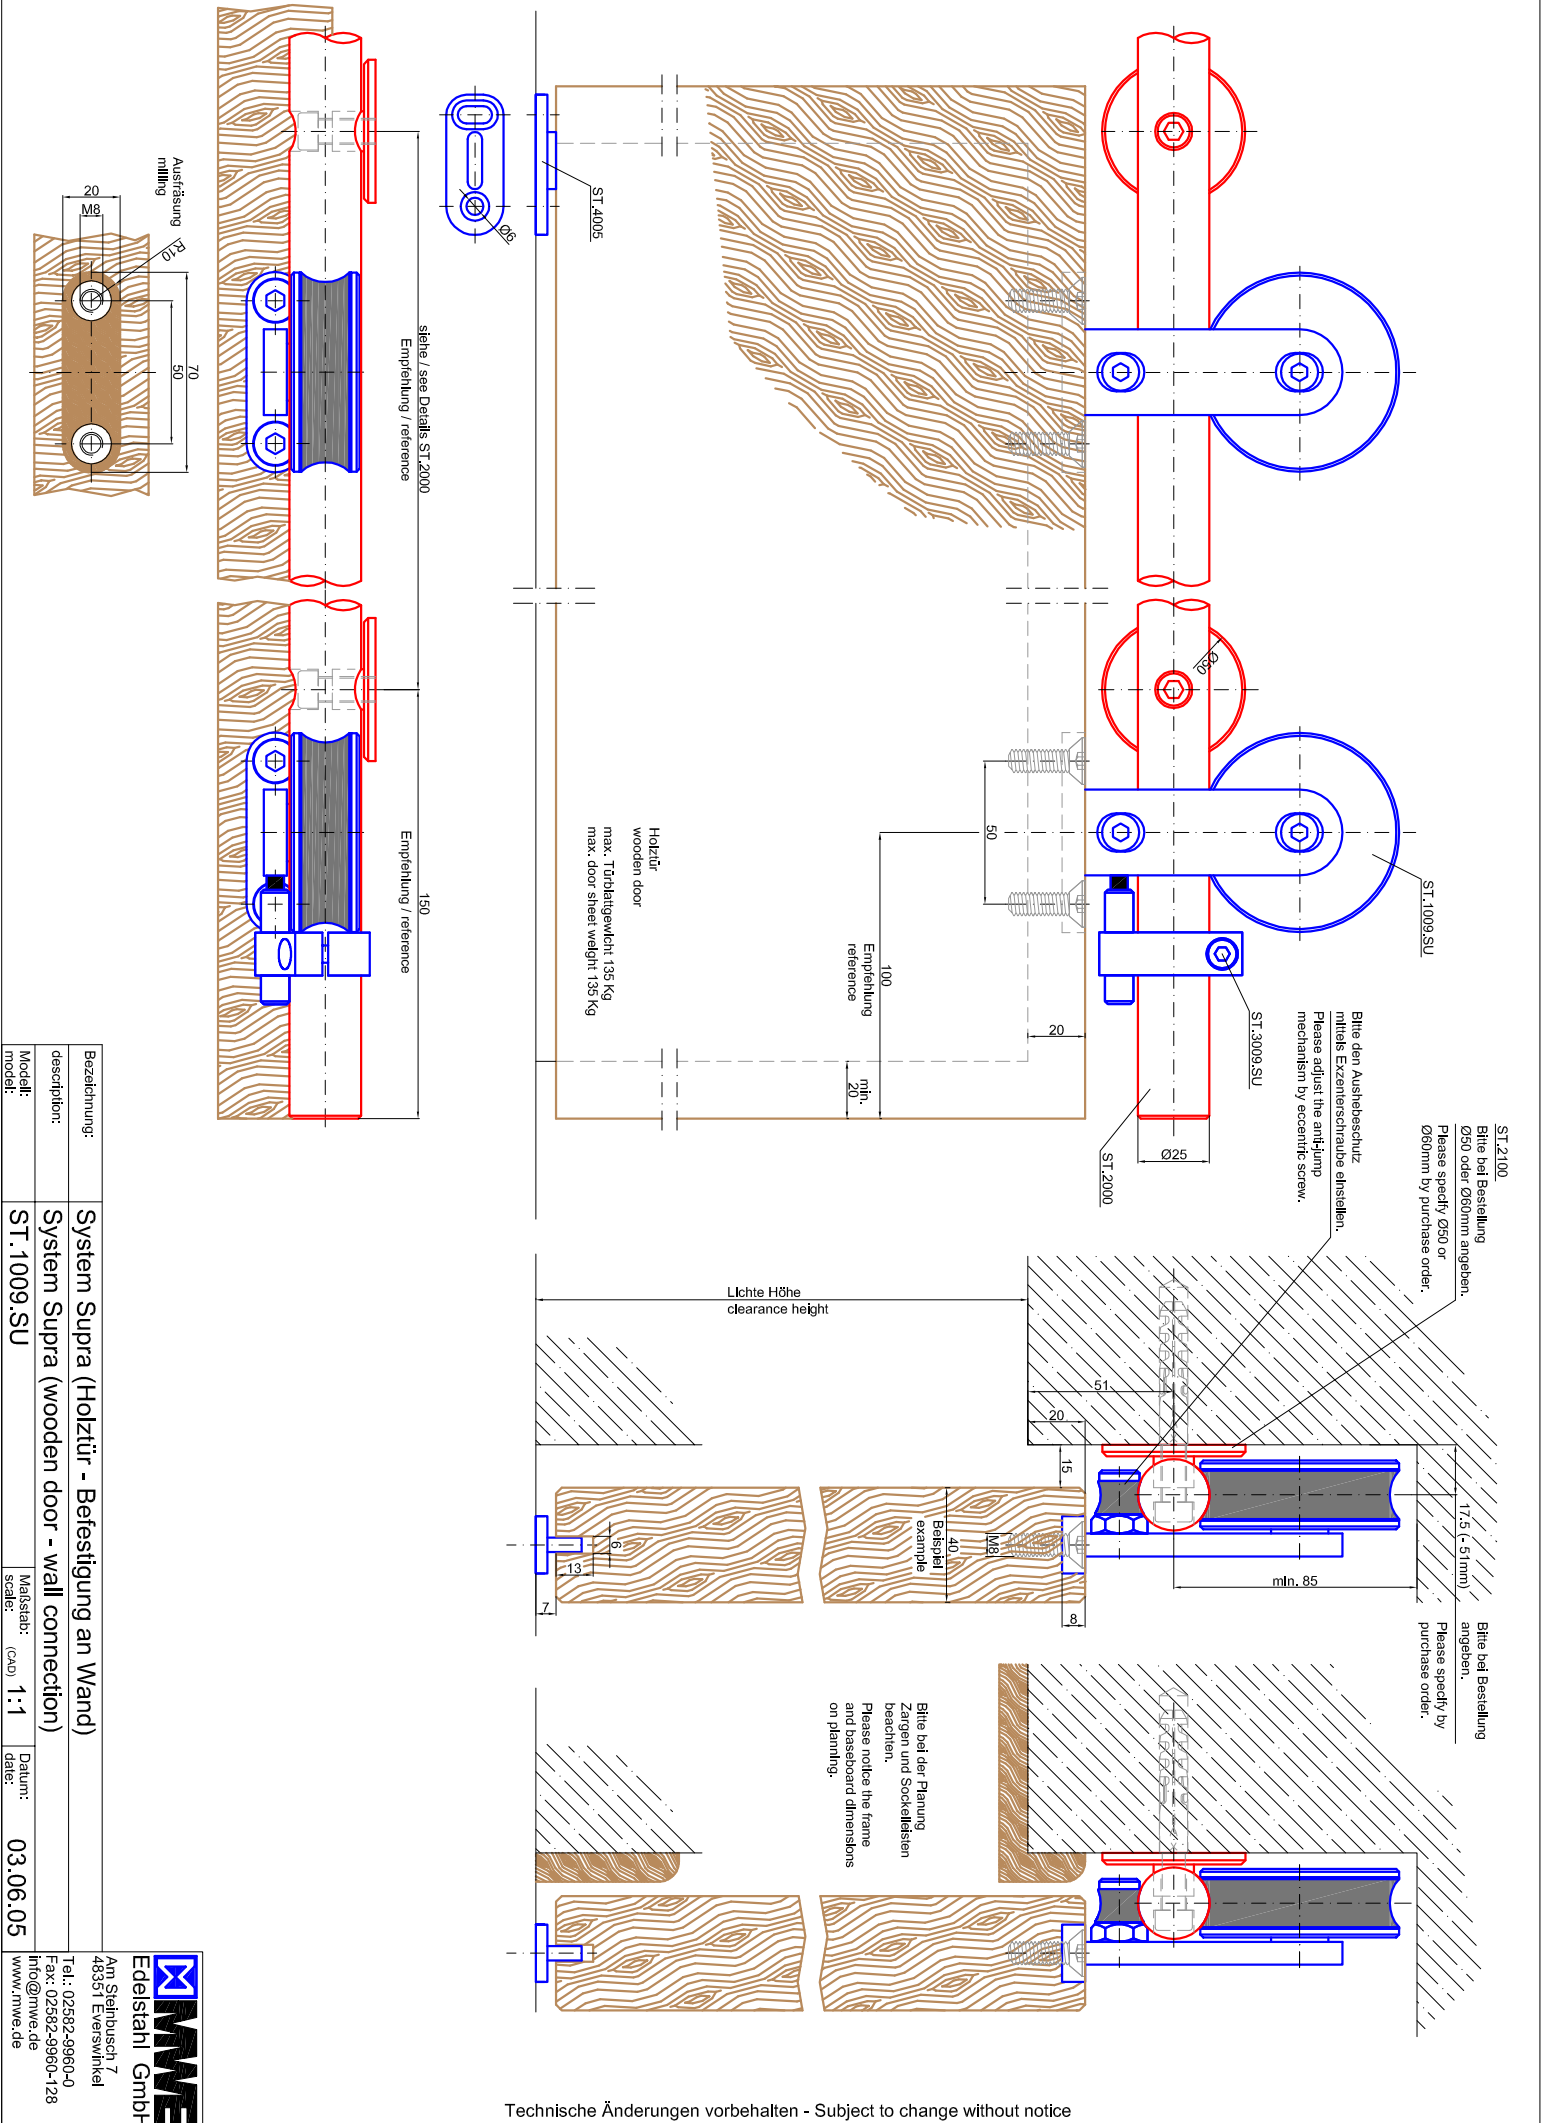 ST.2100
Bitte bei Bestellung
Ø50 oder Ø60mm angeben.
Please specify Ø50 or
Ø60mm by purchase order.
Bitte bei Bestellung
angeben.
Please specify by
purchase order.
17.5 (- 51mm)
min. 85
ST.1009.SU
Bitte den Aushebeschutz
mittels Exzenterschraube einstellen.
Please adjust the anti-jump
mechanism by eccentric screw.
ST.3009.SU
Ø50
Ø25
ST.2000
51
20
15
50
20
100
Empfehlung
reference
min.
20
M8
8
40
Beispiel
example
Lichte Höhe
clearance height
Bitte bei der Planung
Zargen und Sockelleisten
beachten.
Please notice the frame
and baseboard dimensions
on planning.
Holztür
wooden door
max. Türblattgewicht 135 Kg
max. door sheet weight 135 Kg
ST.4005
Ø6
6
13
7
siehe / see Details ST.2000
Empfehlung / reference
150
Empfehlung / reference
Ausfräsung
milling
R10
70
50
20
M8
Bezeichnung:
System Supra (Holztür - Befestigung an Wand)
description:
System Supra (wooden door - wall connection)
Modell:
model:
ST.1009.SU
Maßstab:
scale:
(CAD) 1:1
Datum:
date:
03.06.05
MWE
Edelstahl GmbH
Am Steinbusch 7
48351 Everswinkel
Tel.: 02582-9960-0
Fax: 02582-9960-128
info@mwe.de
www.mwe.de
Technische Änderungen vorbehalten - Subject to change without notice